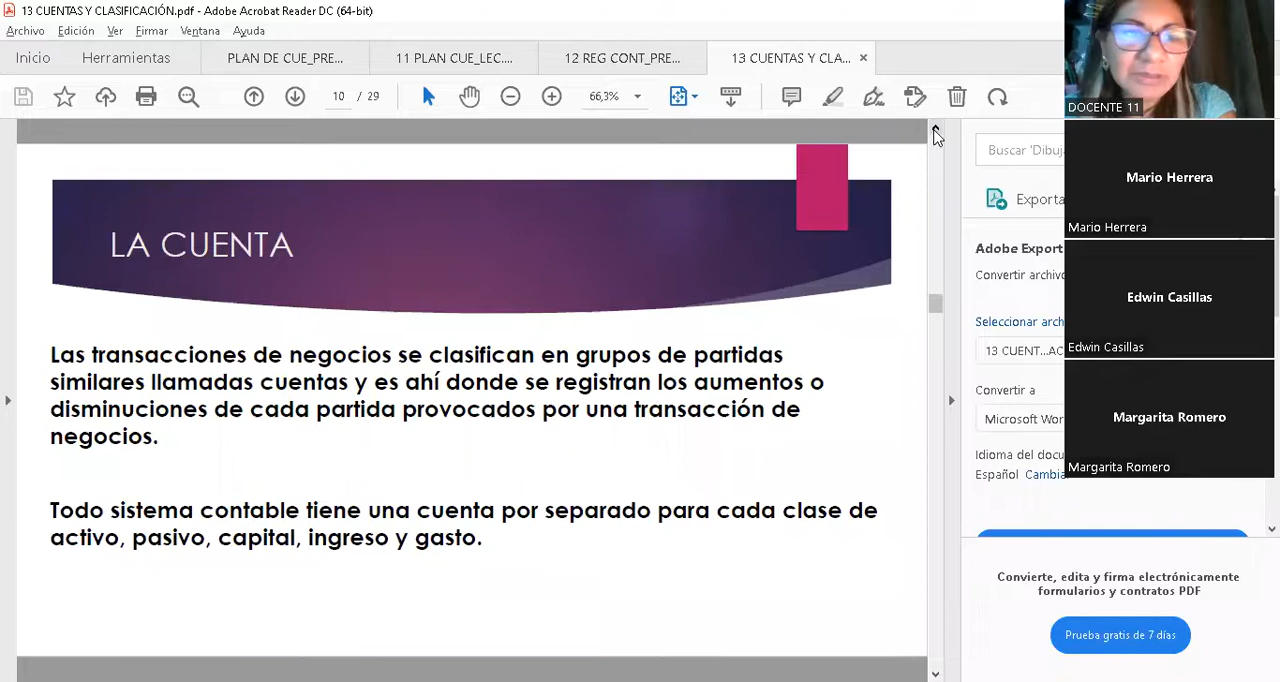 13 CUENTAS Y CLASIFICACIÓN.pdf - Adobe Acrobat Reader DC (64-bit)
Archivo Edición Ver Firmar Ventana Ayuda
Inicio Herramientas PLAN DE CUE_PRE... 11 PLAN CUE_LEC.... 12 REG CONT_PRE... 13 CUENTAS Y CLA... ×
10 / 29 66,3%
DOCENTE 11
Buscar 'Dibuj
Mario Herrera
Mario Herrera
Exporta
LA CUENTA
Adobe Export
Convertir archivo
Edwin Casillas
Seleccionar arch
Edwin Casillas
13 CUENT...AC
Las transacciones de negocios se clasifican en grupos de partidas
similares llamadas cuentas y es ahí donde se registran los aumentos o
disminuciones de cada partida provocados por una transacción de
negocios.
Convertir a
Microsoft Wor
Margarita Romero
Idioma del docu
Margarita Romero
Español Cambia
Todo sistema contable tiene una cuenta por separado para cada clase de
activo, pasivo, capital, ingreso y gasto.
Convierte, edita y firma electrónicamente
formularios y contratos PDF
Prueba gratis de 7 días